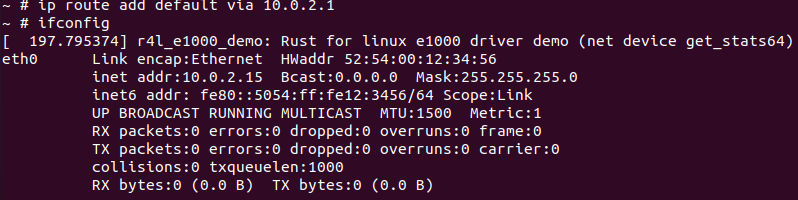 ~ # ip route add default via 10.0.2.1
~ # ifconfig
[  197.795374] r4l_e1000_demo: Rust for linux e1000 driver demo (net device get_stats64)
eth0      Link encap:Ethernet  HWaddr 52:54:00:12:34:56
          inet addr:10.0.2.15  Bcast:0.0.0.0  Mask:255.255.255.0
          inet6 addr: fe80::5054:ff:fe12:3456/64 Scope:Link
          UP BROADCAST RUNNING MULTICAST  MTU:1500  Metric:1
          RX packets:0 errors:0 dropped:0 overruns:0 frame:0
          TX packets:0 errors:0 dropped:0 overruns:0 carrier:0
          collisions:0 txqueuelen:1000
          RX bytes:0 (0.0 B)  TX bytes:0 (0.0 B)